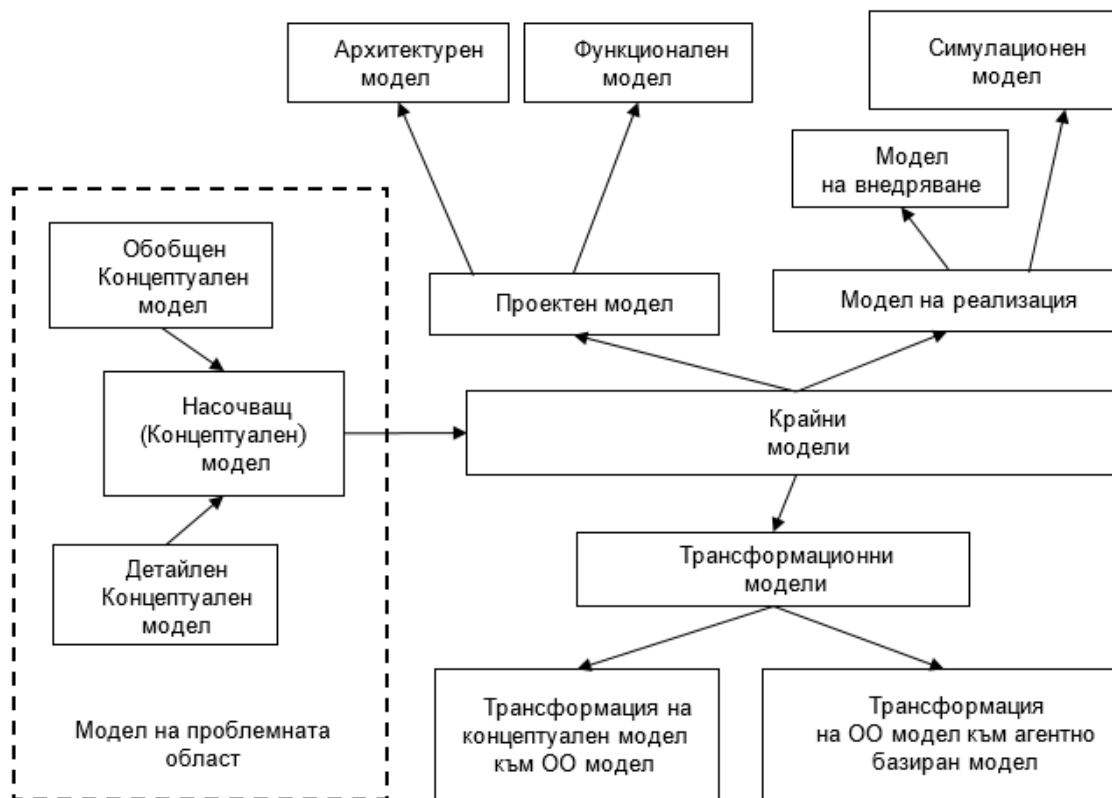 Архитектурен
модел
Функционален
модел
Симулационен
модел
Модел
на внедряване
Обобщен
Концептуален
модел
Проектен модел
Модел на реализация
Насочващ
(Концептуален)
модел
Крайни
модели
Детайлен
Концептуален
модел
Трансформационни
модели
Модел на проблемната
област
Трансформация на
концептуален модел
към ОО модел
Трансформация
на ОО модел към агентно
базиран модел